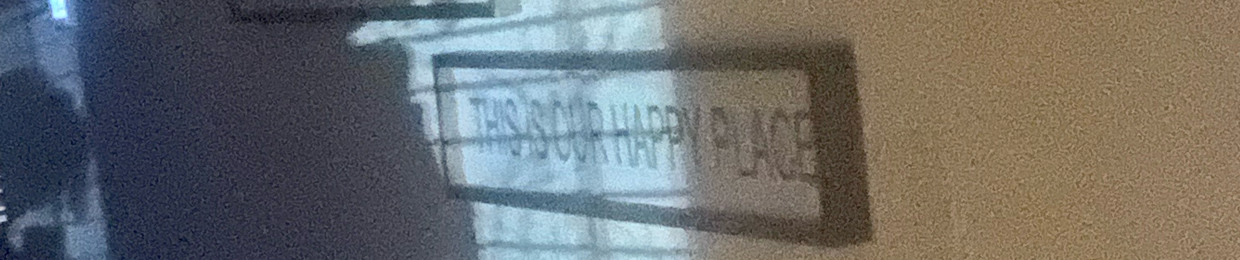 THIS IS OUR HAPPY PLACE